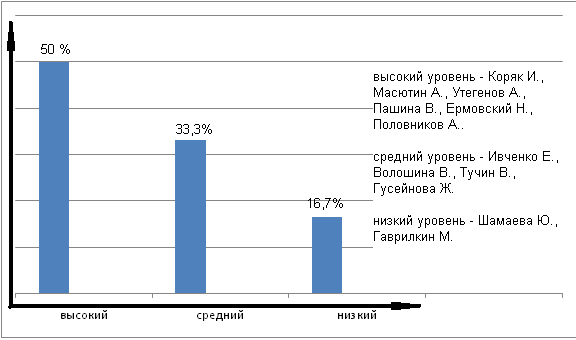 50 %
33,3%
16,7%
высокий уровень - Коряк И.,
Масютин А., Утегенов А.,
Пашина В., Ермовский Н.,
Половников А..
средний уровень - Ивченко Е.,
Волошина В., Тучин В.,
Гусейнова Ж.
низкий уровень - Шамаева Ю.,
Гаврилкин М.
высокий
средний
низкий